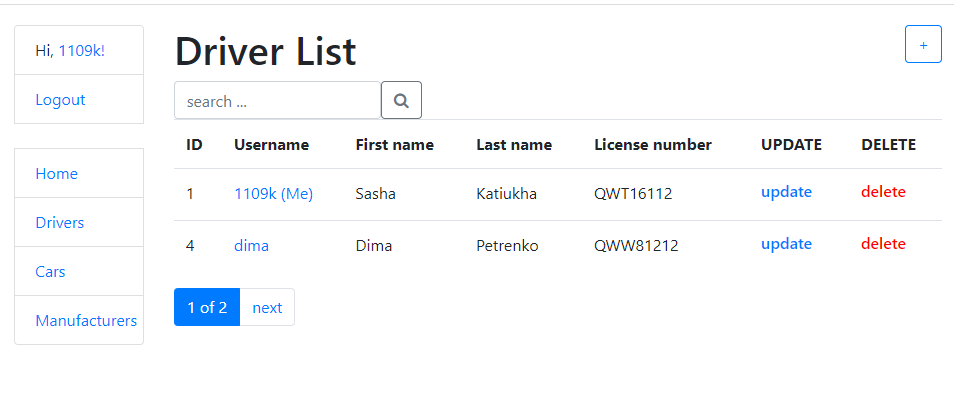 Hi, 1109k!
Logout
Home
Drivers
Cars
Manufacturers
Driver List
+
search ...
ID Username First name Last name License number UPDATE DELETE
1 1109k (Me) Sasha Katiukha QWT16112 update delete
4 dima Dima Petrenko QWW81212 update delete
1 of 2 next